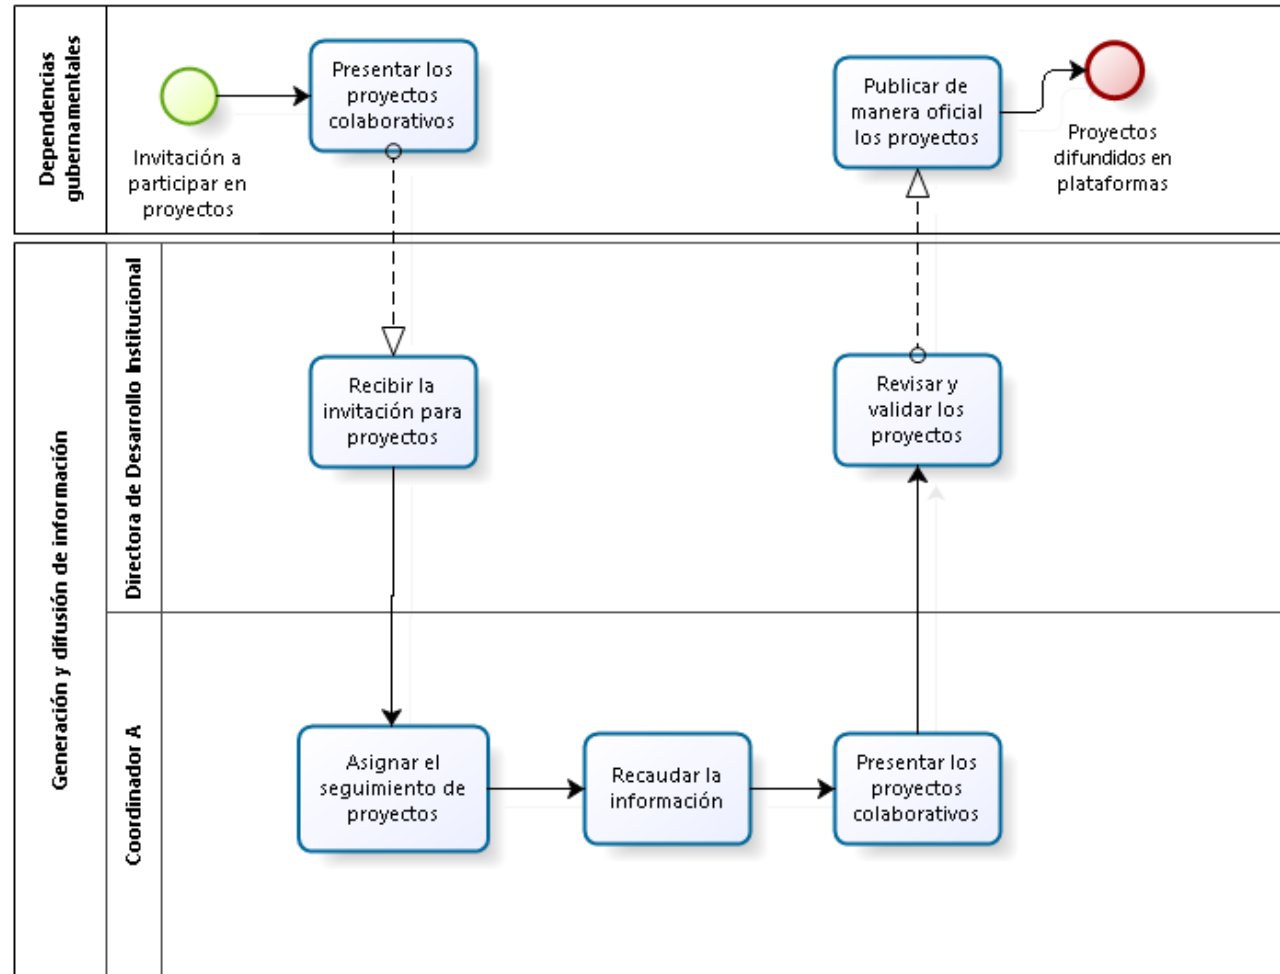 Dependencias
gubernamentales
Invitación a
participar en
proyectos
Presentar los
proyectos
colaborativos
Publicar de
manera oficial
los proyectos
Proyectos
difundidos en
plataformas
Generación y difusión de información
Directora de Desarrollo Institucional
Recibir la
invitación para
proyectos
Revisar y
validar los
proyectos
Coordinador A
Asignar el
seguimiento de
proyectos
Recaudar la
información
Presentar los
proyectos
colaborativos